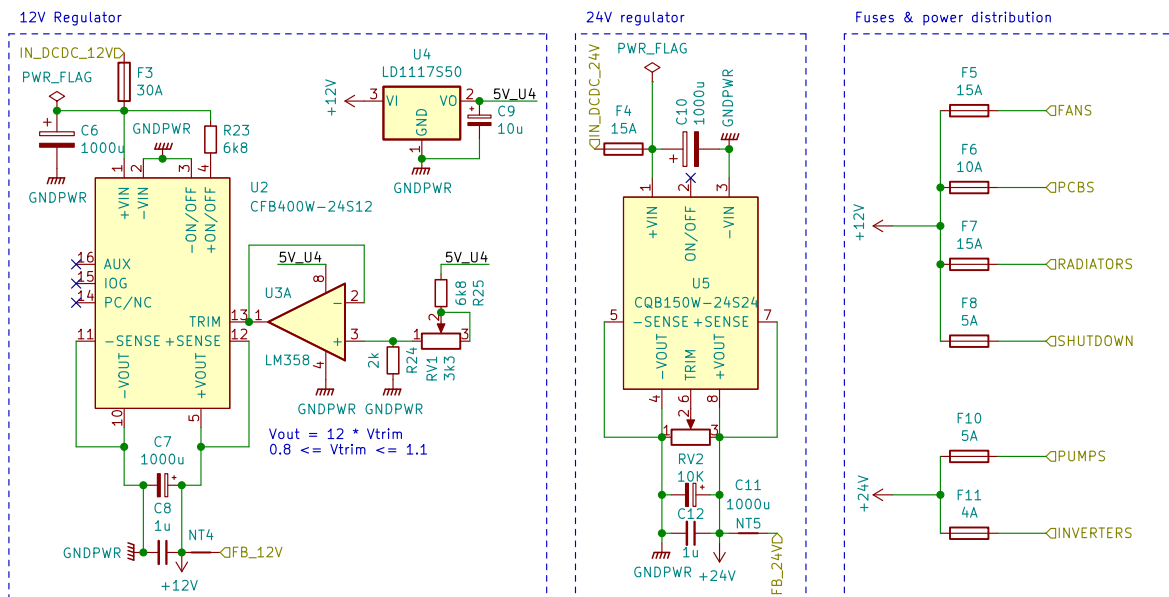 12V Regulator
IN_DCDC_12V
F3
30A
PWR_FLAG
+
C6
1000u
GNDPWR
GNDPWR
R23
6k8
1
2
3
4
+VIN
-VIN
-ON/OFF
+ON/OFF
U2
CFB400W-24S12
16
AUX
15
IOG
14
PC/NC
TRIM
13
11
-SENSE
+SENSE
12
-VOUT
+VOUT
10
5
C7
1000u
+
C8
1u
GNDPWR
NT4
FB_12V
+12V
U4
LD1117S50
+12V
3
VI
VO
2
5V_U4
GND
1
+
C9
10u
GNDPWR
5V_U4
8
U3A
1
-
2
+
3
LM358
4
GNDPWR
5V_U4
6k8
R25
2
1
3
2k
R24
RV1
3k3
GNDPWR
Vout = 12 * Vtrim
0.8 <= Vtrim <= 1.1
24V regulator
IN_DCDC_24V
PWR_FLAG
F4
15A
C10
1000u
+
GNDPWR
1
2
3
+VIN
ON/OFF
-VIN
U5
CQB150W-24S24
5
-SENSE
+SENSE
7
-VOUT
TRIM
+VOUT
4
6
8
2
1
3
RV2
10K
+
C11
1000u
C12
1u
NT5
GNDPWR
+24V
FB_24V
Fuses & power distribution
F5
15A
FANS
F6
10A
PCBS
+12V
F7
15A
RADIATORS
F8
5A
SHUTDOWN
F10
5A
PUMPS
+24V
F11
4A
INVERTERS